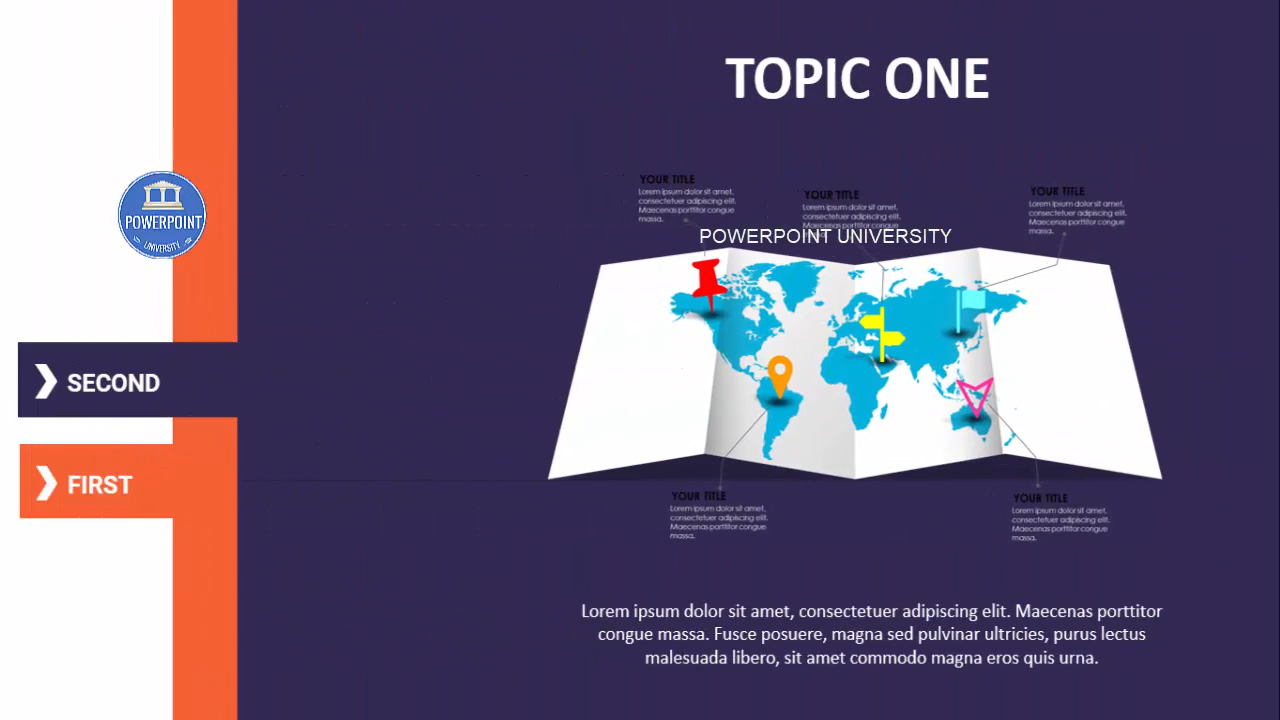 TOPIC ONE
YOUR TITLE
Lorem ipsum dolor sit amet,
consectetuer adipiscing elit.
Maecenas porttitor congue
massa.
YOUR TITLE
Lorem ipsum dolor sit amet,
consectetuer adipiscing elit.
Maecenas porttitor congue
YOUR TITLE
Lorem ipsum dolor sit amet,
consectetuer adipiscing elit.
Maecenas porttitor congue
massa.
POWERPOINT UNIVERSITY
POWERPOINT
UNIVERSITY
SECOND
FIRST
YOUR TITLE
Lorem ipsum dolor sit amet,
consectetuer adipiscing elit.
Maecenas porttitor congue
massa.
YOUR TITLE
Lorem ipsum dolor sit amet,
consectetuer adipiscing elit.
Maecenas porttitor congue
massa.
Lorem ipsum dolor sit amet, consectetuer adipiscing elit. Maecenas porttitor
congue massa. Fusce posuere, magna sed pulvinar ultricies, purus lectus
malesuada libero, sit amet commodo magna eros quis urna.